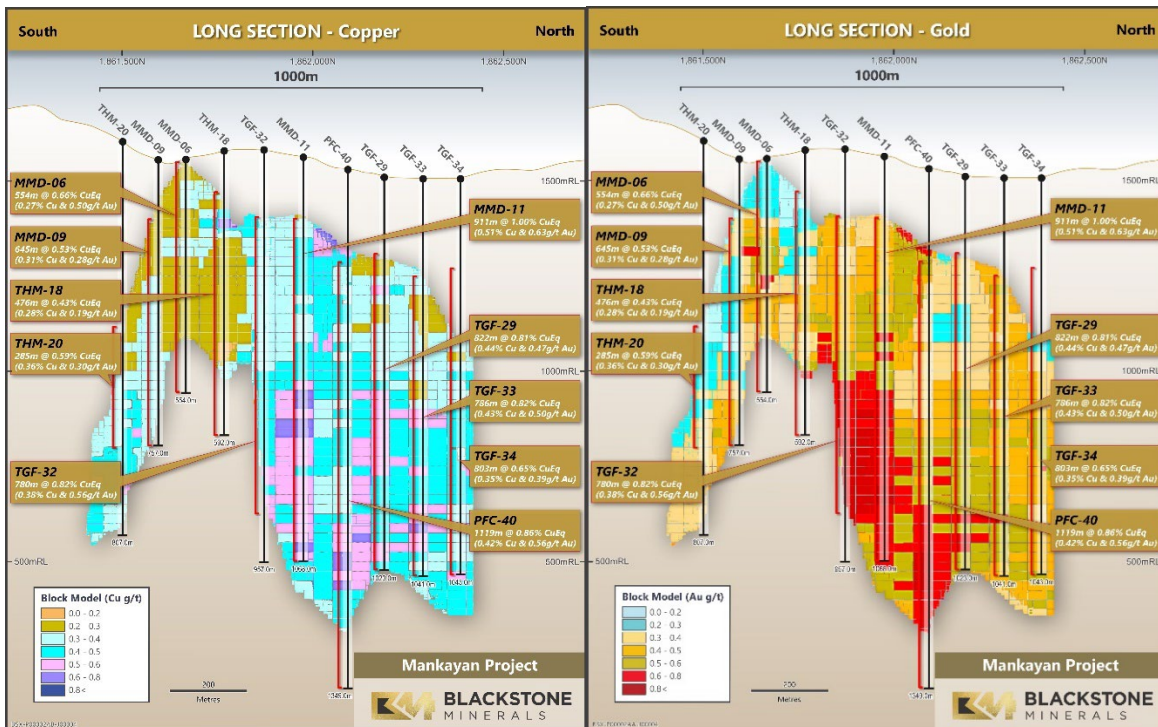 South
LONG SECTION - Copper
North
1,861,500N
1,862,000N
1,862,500N
1000m
THM-20
MMD-09
MMD-06
THM-18
TGF-32
MMD-11
PFC-40
TGF-29
TGF-33
TGF-34
1500mRL
1000mRL
500mRL
MMD-06
554m @ 0.66% CuEq
(0.27% Cu & 0.50g/t Au)
MMD-09
645m @ 0.53% CuEq
(0.31% Cu & 0.28g/t Au)
THM-18
476m @ 0.43% CuEq
(0.28% Cu & 0.19g/t Au)
THM-20
285m @ 0.59% CuEq
(0.36% Cu & 0.30g/t Au)
TGF-32
780m @ 0.82% CuEq
(0.38% Cu & 0.56g/t Au)
MMD-11
911m @ 1.00% CuEq
(0.51% Cu & 0.63g/t Au)
TGF-29
822m @ 0.81% CuEq
(0.44% Cu & 0.47g/t Au)
TGF-33
786m @ 0.82% CuEq
(0.43% Cu & 0.50g/t Au)
TGF-34
803m @ 0.65% CuEq
(0.35% Cu & 0.39g/t Au)
PFC-40
1119m @ 0.86% CuEq
(0.42% Cu & 0.56g/t Au)
554.0m
757.0m
592.0m
807.0m
1041.0m
Block Model (Cu g/t)
0.0 - 0.2
0.2 - 0.3
0.3 - 0.4
0.4 - 0.5
0.5 - 0.6
0.6 - 0.8
0.8<
200
Metres
Mankayan Project
BLACKSTONE
MINERALS
South
LONG SECTION - Gold
North
1,861,500N
1,862,000N
1,862,500N
1000m
THM-20
MMD-09
MMD-06
THM-18
TGF-32
MMD-11
PFC-40
TGF-29
TGF-33
TGF-34
1500mRL
1000mRL
500mRL
MMD-06
554m @ 0.66% CuEq
(0.27% Cu & 0.50g/t Au)
MMD-09
645m @ 0.53% CuEq
(0.31% Cu & 0.28g/t Au)
THM-18
476m @ 0.43% CuEq
(0.28% Cu & 0.19g/t Au)
THM-20
285m @ 0.59% CuEq
(0.36% Cu & 0.30g/t Au)
TGF-32
780m @ 0.82% CuEq
(0.38% Cu & 0.56g/t Au)
MMD-11
911m @ 1.00% CuEq
(0.51% Cu & 0.63g/t Au)
TGF-29
822m @ 0.81% CuEq
(0.44% Cu & 0.47g/t Au)
TGF-33
786m @ 0.82% CuEq
(0.43% Cu & 0.50g/t Au)
TGF-34
803m @ 0.65% CuEq
(0.35% Cu & 0.39g/t Au)
PFC-40
1119m @ 0.86% CuEq
(0.42% Cu & 0.56g/t Au)
554.0m
757.0m
592.0m
1041.0m
Block Model (Au g/t)
0.0 - 0.2
0.2 - 0.3
0.3 - 0.4
0.4 - 0.5
0.5 - 0.6
0.6 - 0.8
0.8<
Metres
Mankayan Project
BLACKSTONE
MINERALS